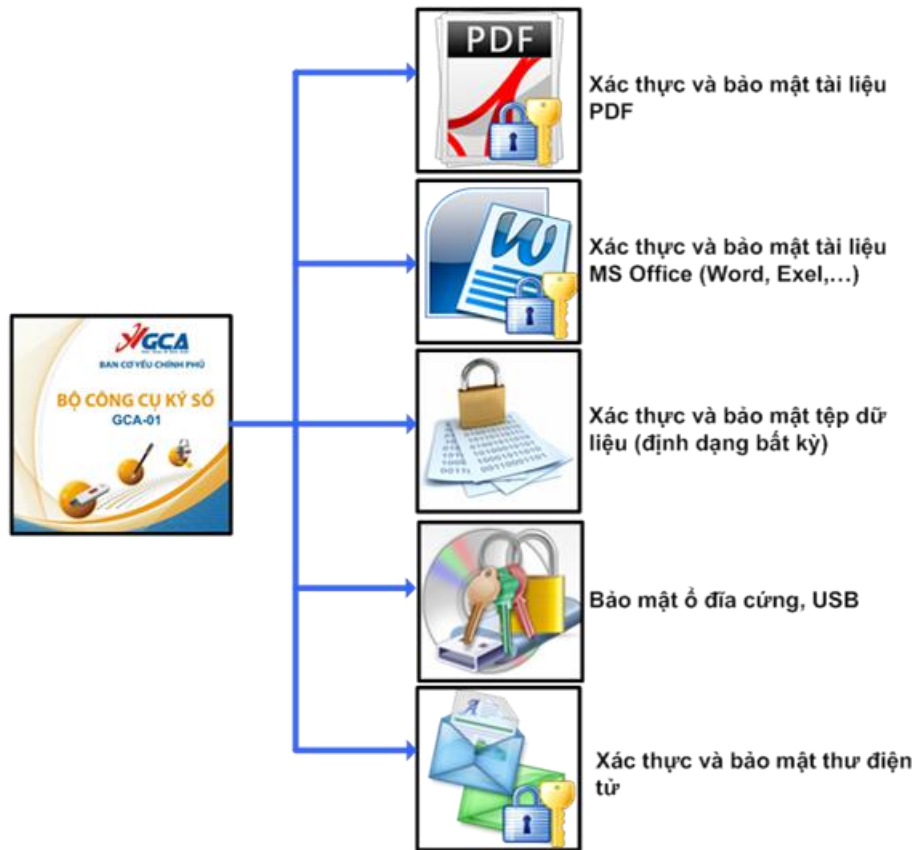 PDF
Xác thực và bảo mật tài liệu
PDF
Xác thực và bảo mật tài liệu
MS Office (Word, Exel,...)
GCA
BAN CƠ YẾU CHÍNH PHỦ
BỘ CÔNG CỤ KÝ SỐ
GCA-01
Xác thực và bảo mật tệp dữ
liệu (định dạng bất kỳ)
Bảo mật ổ đĩa cứng, USB
Xác thực và bảo mật thư điện
tử